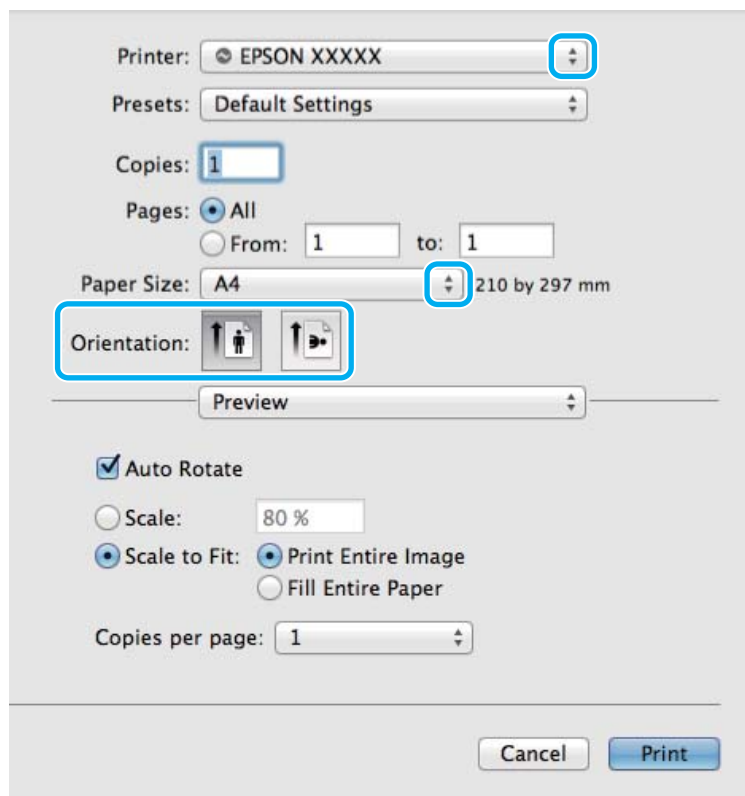 Printer: EPSON XXXXX
Presets: Default Settings
Copies: 1
Pages: All
From: 1 to: 1
Paper Size: A4 210 by 297 mm
Orientation:
Preview
Auto Rotate
Scale: 80 %
Scale to Fit: Print Entire Image
Fill Entire Paper
Copies per page: 1
Cancel Print